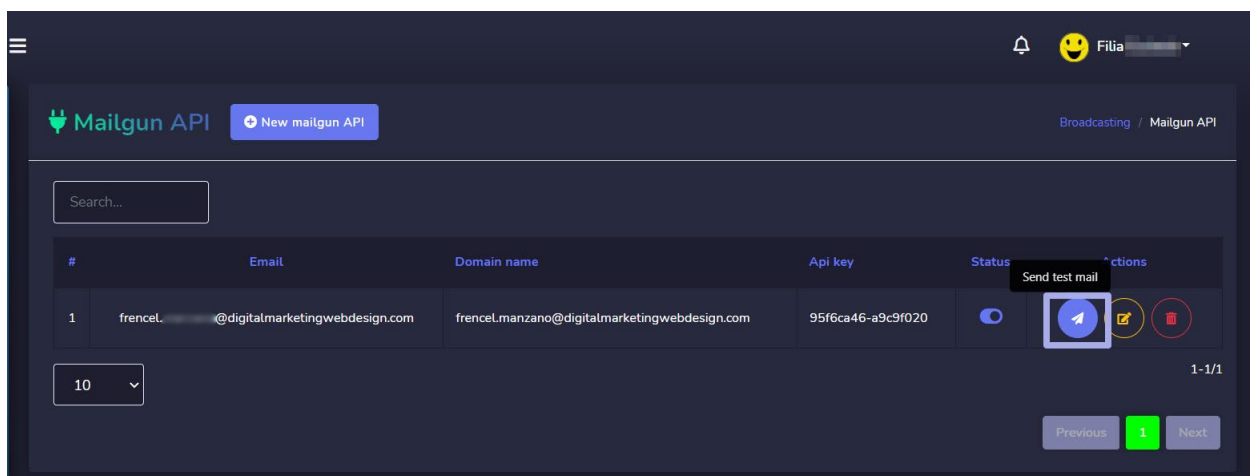 Filia
Mailgun API
New mailgun API
Broadcasting / Mailgun API
Search...
# Email Domain name Api key Status Actions
Send test mail
1 frencel. @digitalmarketingwebdesign.com frencel.manzano@digitalmarketingwebdesign.com 95f6ca46-a9c9f020
10
1-1/1
Previous 1 Next